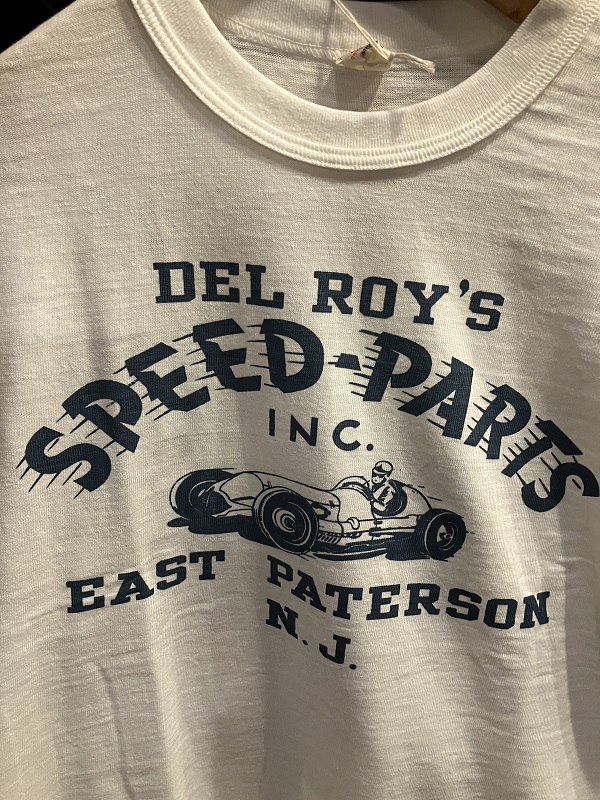 DEL ROY'S
SPEED-PARTS
INC.
EAST PATERSON
N. J.